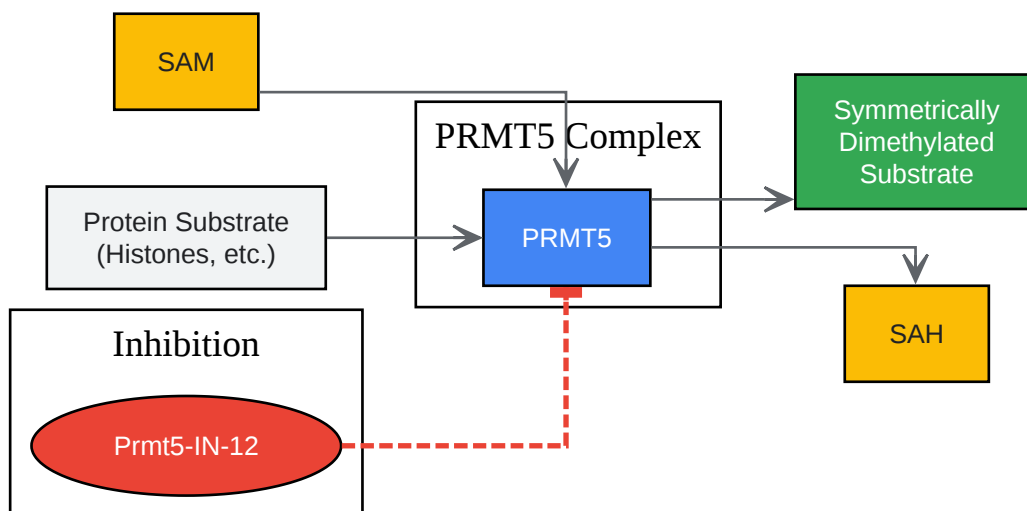 SAM
PRMT5 Complex
Symmetrically
Dimethylated
Substrate
Protein Substrate
(Histones, etc.)
PRMT5
SAH
Inhibition
Prmt5-IN-12